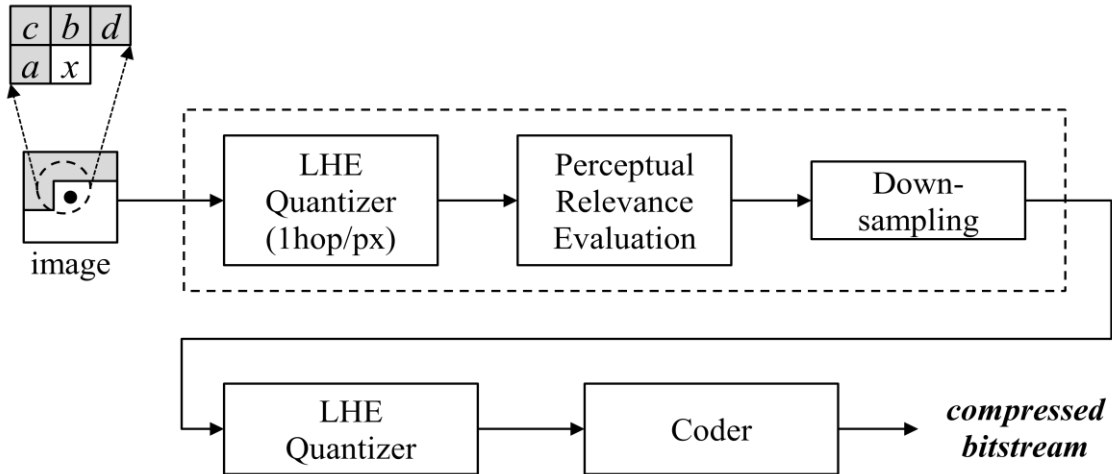 c b d
a x
image
LHE
Quantizer
(1hop/px)
Perceptual
Relevance
Evaluation
Down-
sampling
LHE
Quantizer
Coder
compressed
bitstream